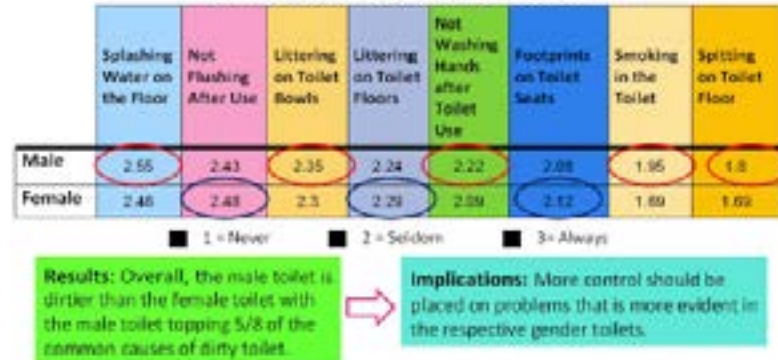 Splashing Water on the Floor
Not Flushing After Use
Littering on Toilet Bowls
Littering on Toilet Floors
Not Washing Hands after Toilet Use
Footprints on Toilet Seats
Smoking in the Toilet
Spitting on Toilet Floor
Male 2.55 2.43 2.35 2.24 2.22 2.08 1.95 1.8
Female 2.48 2.3 2.29 2.09 2.12 1.69
1 = Never 2 = Seldom 3= Always
Results: Overall, the male toilet is
dirtier than the female toilet with
the male toilet topping 5/8 of the
common causes of dirty toilet.
Implications: More control should be
placed on problems that is more evident in
the respective gender toilets.